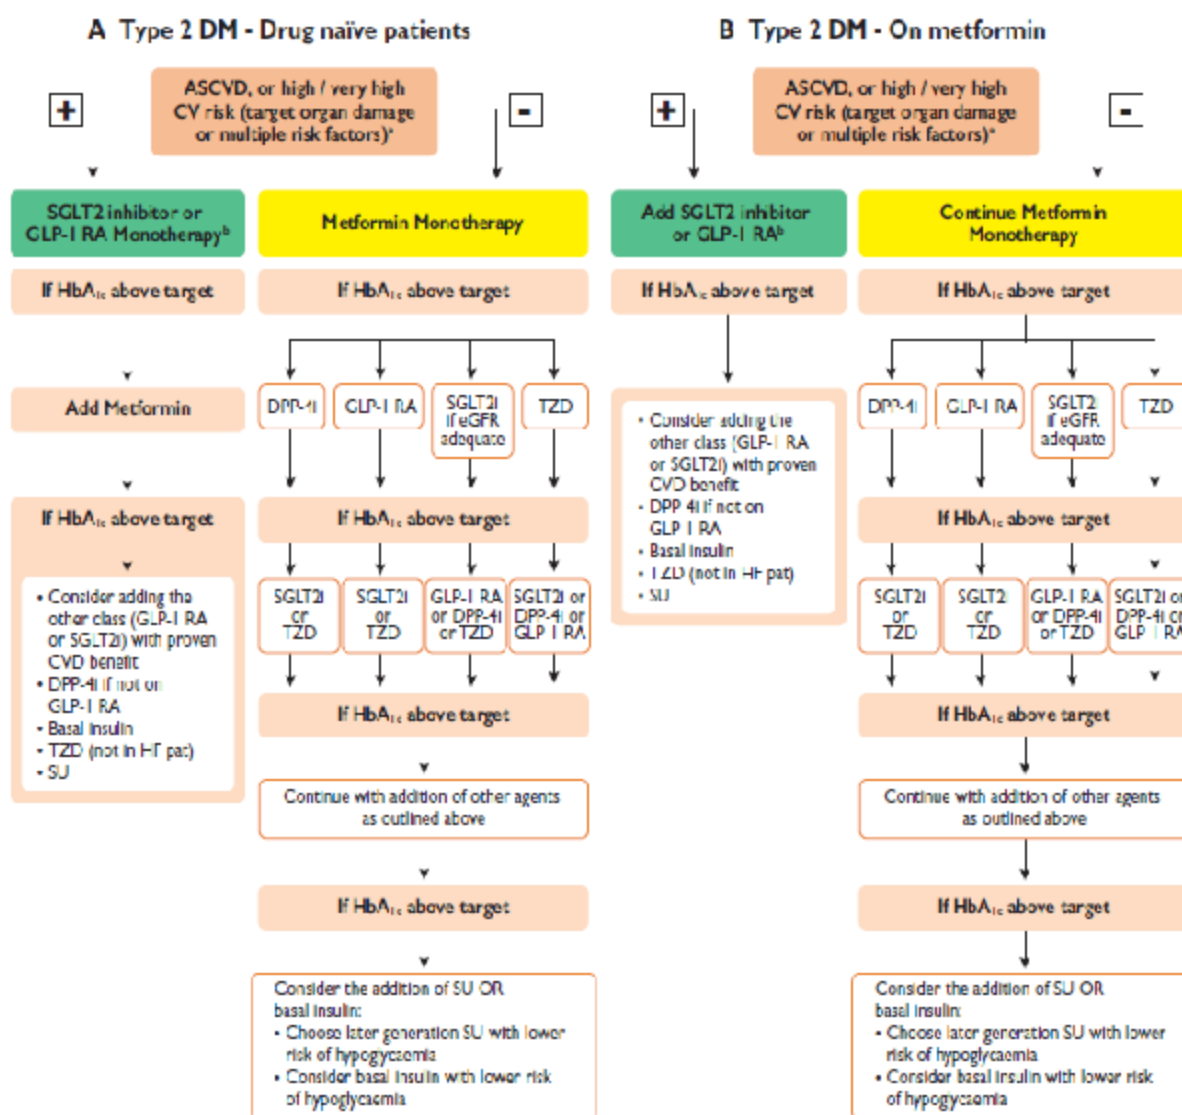 A Type 2 DM - Drug naïve patients
+
ASCVD, or high / very high
CV risk (target organ damage
or multiple risk factors)ᵃ
-
SGLT2 inhibitor or
GLP-1 RA Monotherapyᵇ
If HbA₁c above target
Add Metformin
If HbA₁c above target
• Consider adding the
other class (GLP-1 RA
or SGLT2i) with proven
CVD benefit
• DPP-4i if not on
GLP-1 RA
• Basal insulin
• TZD (not in HF pat)
• SU
Metformin Monotherapy
If HbA₁c above target
DPP-4i
GLP-1 RA
SGLT2i
if eGFR
adequate
TZD
If HbA₁c above target
SGLT2i
or
TZD
SGLT2i
or
TZD
GLP-1 RA
or DPP-4i
or TZD
SGLT2i or
DPP-4i or
GLP-1 RA
If HbA₁c above target
Continue with addition of other agents
as outlined above
If HbA₁c above target
Consider the addition of SU OR
basal insulin:
• Choose later generation SU with lower
risk of hypoglycaemia
• Consider basal insulin with lower risk
of hypoglycaemia
B Type 2 DM - On metformin
+
ASCVD, or high / very high
CV risk (target organ damage
or multiple risk factors)ᵃ
-
Add SGLT2 inhibitor
or GLP-1 RAᵇ
If HbA₁c above target
• Consider adding the
other class (GLP-1 RA
or SGLT2i) with proven
CVD benefit
• DPP-4i if not on
GLP-1 RA
• Basal insulin
• TZD (not in HF pat)
• SU
Continue Metformin
Monotherapy
If HbA₁c above target
DPP-4i
GLP-1 RA
SGLT2i
if eGFR
adequate
TZD
If HbA₁c above target
SGLT2i
or
TZD
SGLT2i
or
TZD
GLP-1 RA
or DPP-4i
or TZD
SGLT2i or
DPP-4i or
GLP-1 RA
If HbA₁c above target
Continue with addition of other agents
as outlined above
If HbA₁c above target
Consider the addition of SU OR
basal insulin:
• Choose later generation SU with lower
risk of hypoglycaemia
• Consider basal insulin with lower risk
of hypoglycaemia